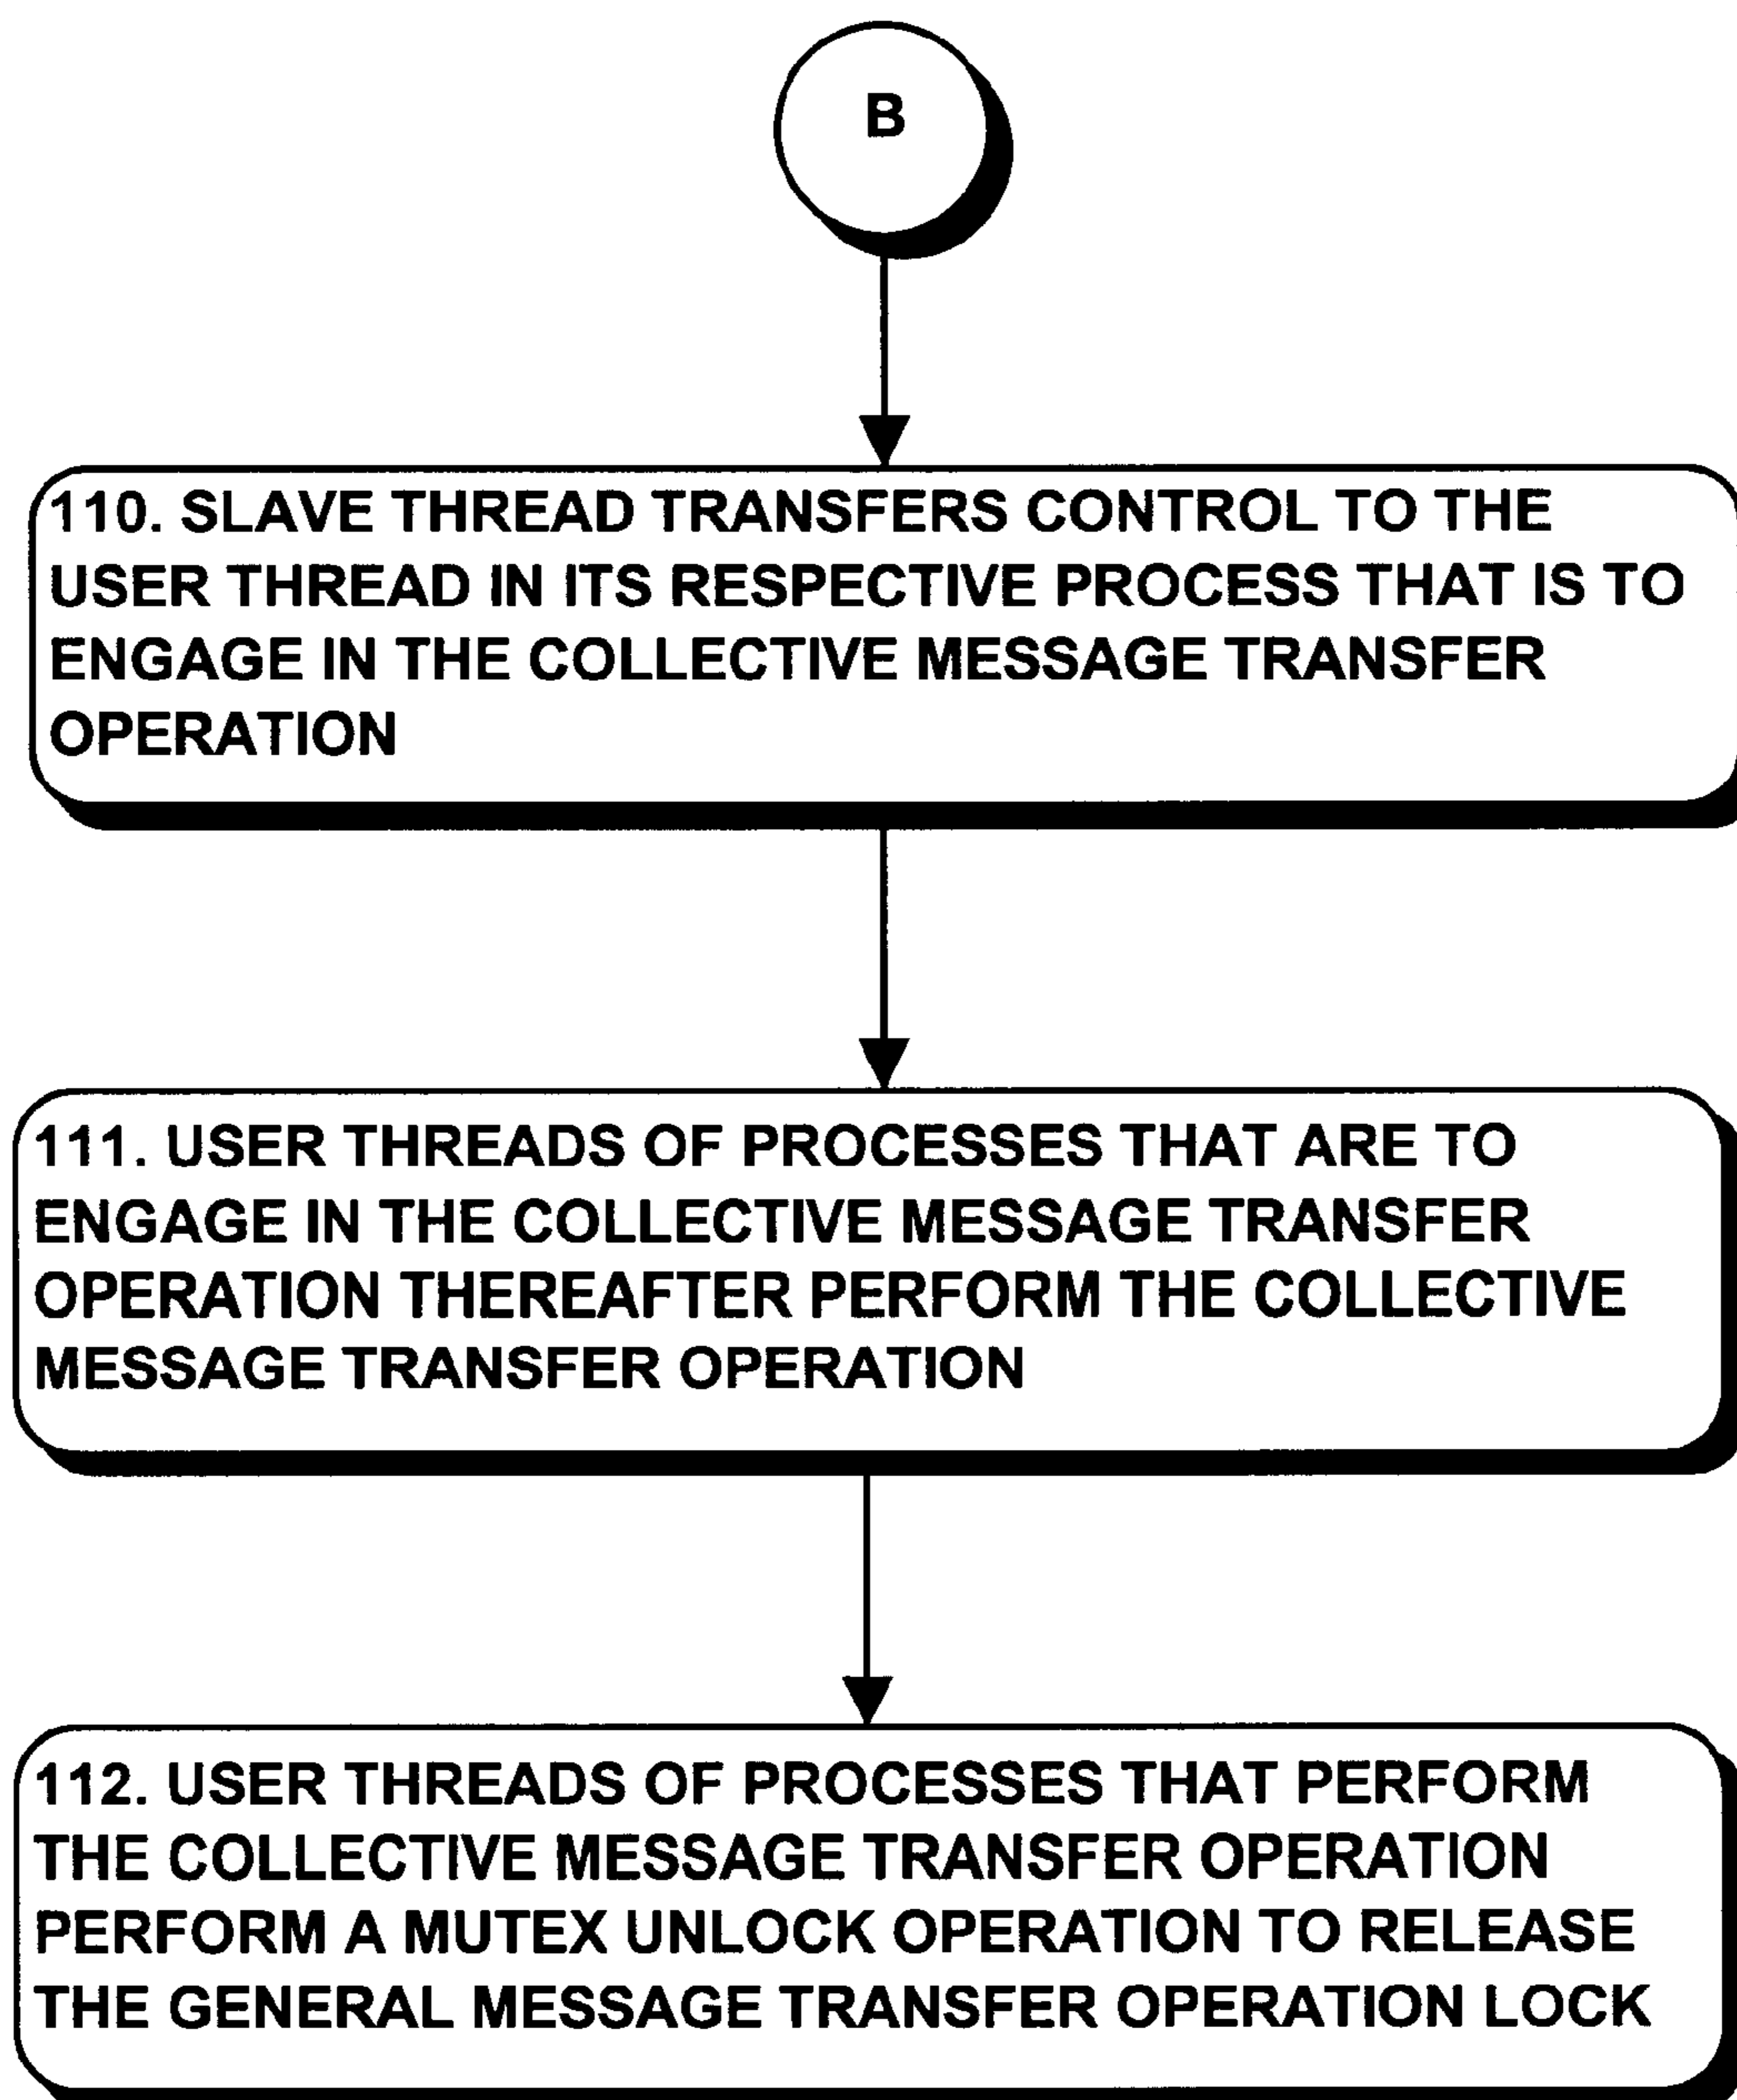 B
110. SLAVE THREAD TRANSFERS CONTROL TO THE
USER THREAD IN ITS RESPECTIVE PROCESS THAT IS TO
ENGAGE IN THE COLLECTIVE MESSAGE TRANSFER
OPERATION
111. USER THREADS OF PROCESSES THAT ARE TO
ENGAGE IN THE COLLECTIVE MESSAGE TRANSFER
OPERATION THEREAFTER PERFORM THE COLLECTIVE
MESSAGE TRANSFER OPERATION
112. USER THREADS OF PROCESSES THAT PERFORM
THE COLLECTIVE MESSAGE TRANSFER OPERATION
PERFORM A MUTEX UNLOCK OPERATION TO RELEASE
THE GENERAL MESSAGE TRANSFER OPERATION LOCK